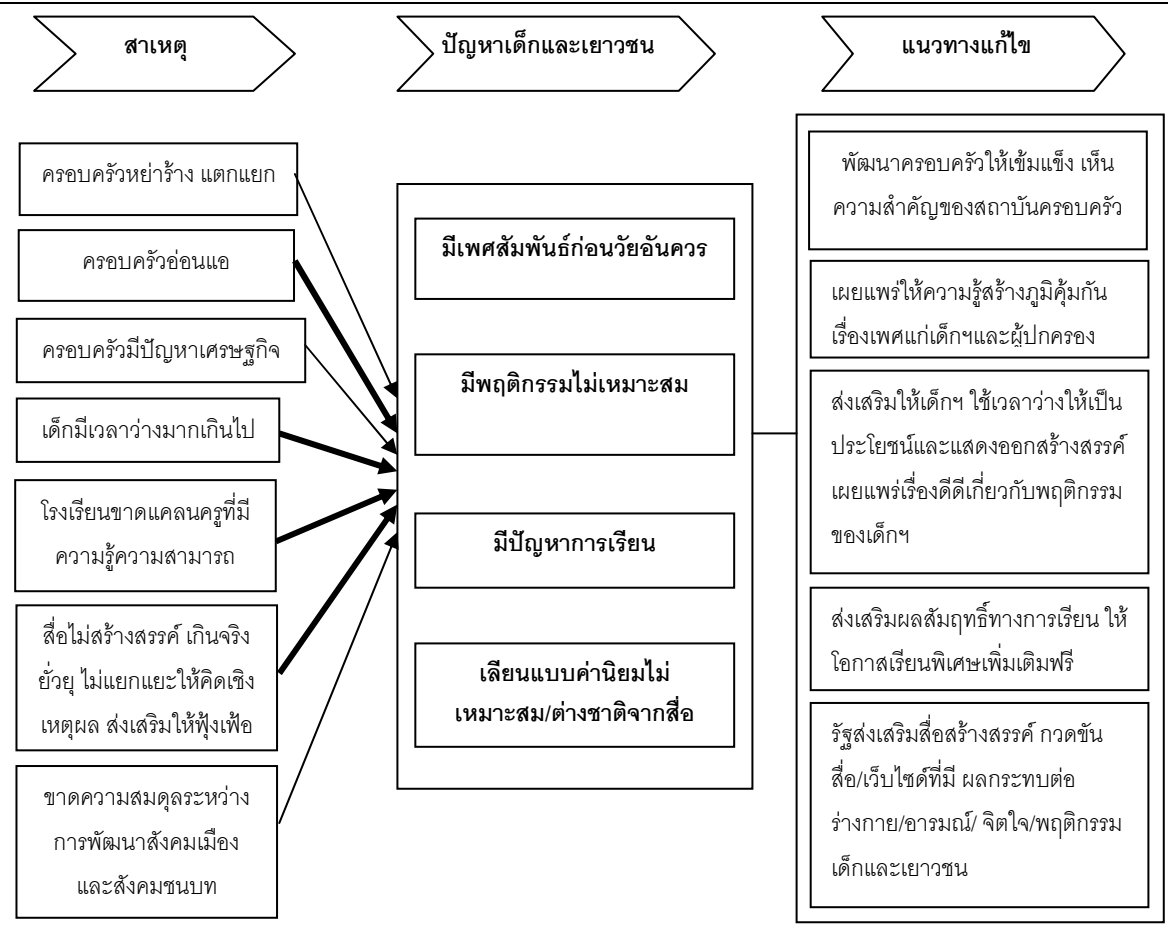 สาเหตุ
ปัญหาเด็กและเยาวชน
แนวทางแก้ไข
ครอบครัวหย่าร้าง แตกแยก
ครอบครัวอ่อนแอ
ครอบครัวมีปัญหาเศรษฐกิจ
เด็กมีเวลาว่างมากเกินไป
โรงเรียนขาดแคลนครูที่มี
ความรู้ความสามารถ
สื่อไม่สร้างสรรค์ เกินจริง
ยั่วยุ ไม่แยกแยะให้คิดเชิง
เหตุผล ส่งเสริมให้ฟุ้งเฟ้อ
ขาดความสมดุลระหว่าง
การพัฒนาสังคมเมือง
และสังคมชนบท
มีเพศสัมพันธ์ก่อนวัยอันควร
มีพฤติกรรมไม่เหมาะสม
มีปัญหาการเรียน
เลียนแบบค่านิยมไม่
เหมาะสม/ต่างชาติจากสื่อ
พัฒนาครอบครัวให้เข้มแข็ง เห็น
ความสำคัญของสถาบันครอบครัว
เผยแพร่ให้ความรู้สร้างภูมิคุ้มกัน
เรื่องเพศแก่เด็กฯและผู้ปกครอง
ส่งเสริมให้เด็กฯ ใช้เวลาว่างให้เป็น
ประโยชน์และแสดงออกสร้างสรรค์
เผยแพร่เรื่องดีดีเกี่ยวกับพฤติกรรม
ของเด็กฯ
ส่งเสริมผลสัมฤทธิ์ทางการเรียน ให้
โอกาสเรียนพิเศษเพิ่มเติมฟรี
รัฐส่งเสริมสื่อสร้างสรรค์ กวดขัน
สื่อ/เว็บไซด์ที่มี ผลกระทบต่อ
ร่างกาย/อารมณ์/ จิตใจ/พฤติกรรม
เด็กและเยาวชน